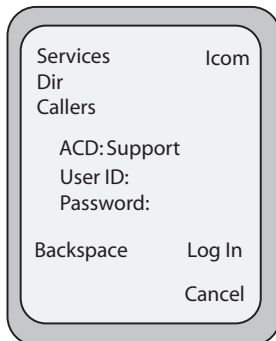 Services Icom
Dir
Callers
ACD: Support
User ID:
Password:
Backspace Log In
Cancel